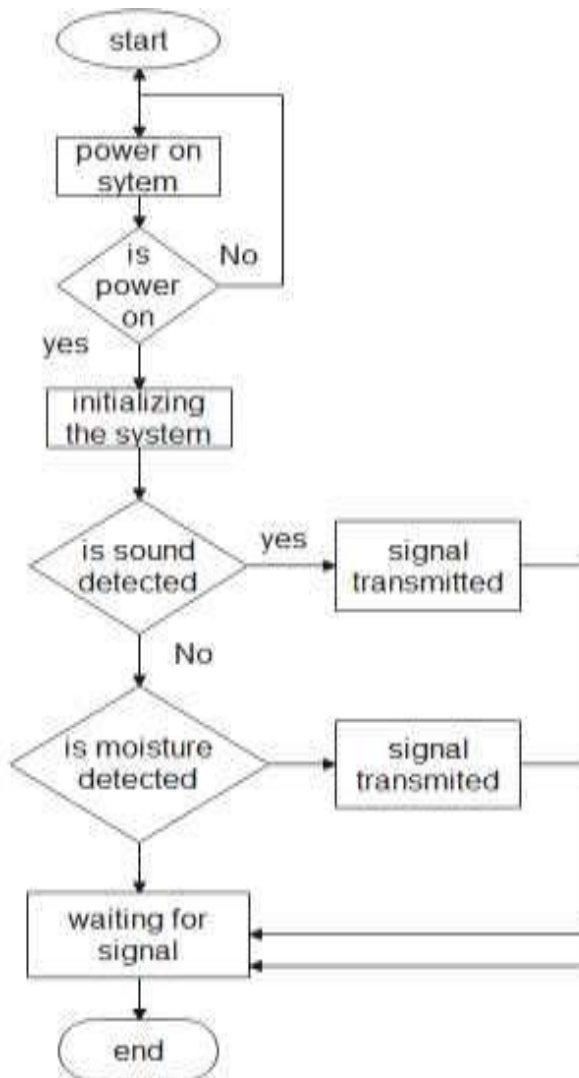 start
power on
sytem
is
power
on
No
yes
initializing
the system
is sound
detected
yes
signal
transmitted
No
is moisture
detected
signal
transmited
waiting for
signal
end